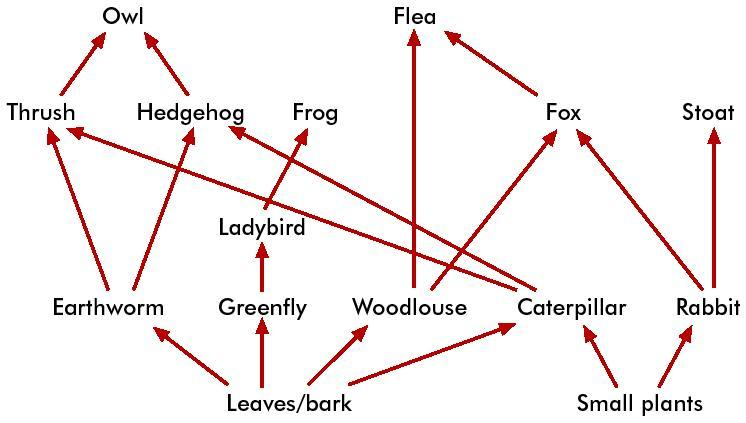 Owl
Flea
Thrush
Hedgehog
Frog
Fox
Stoat
Ladybird
Earthworm
Greenfly
Woodlouse
Caterpillar
Rabbit
Leaves/bark
Small plants